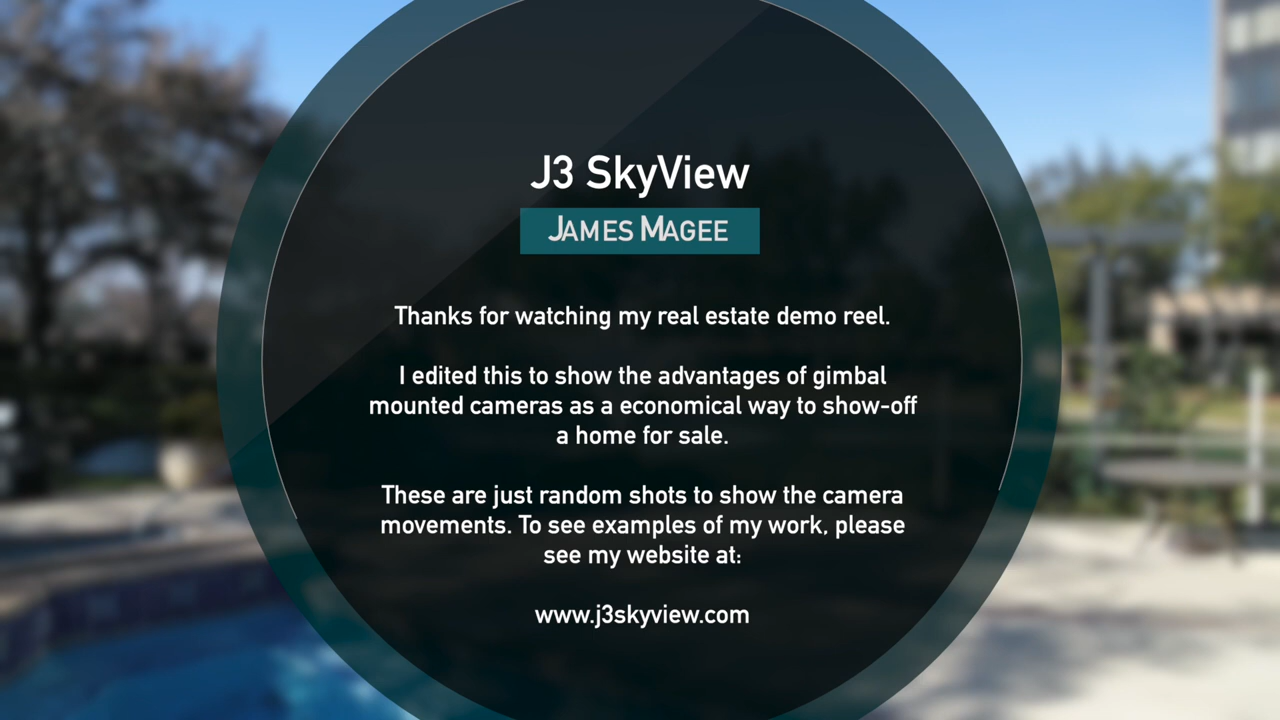 J3 SkyView
JAMES MAGEE
Thanks for watching my real estate demo reel.
I edited this to show the advantages of gimbal
mounted cameras as a economical way to show-off
a home for sale.
These are just random shots to show the camera
movements. To see examples of my work, please
see my website at:
www.j3skyview.com